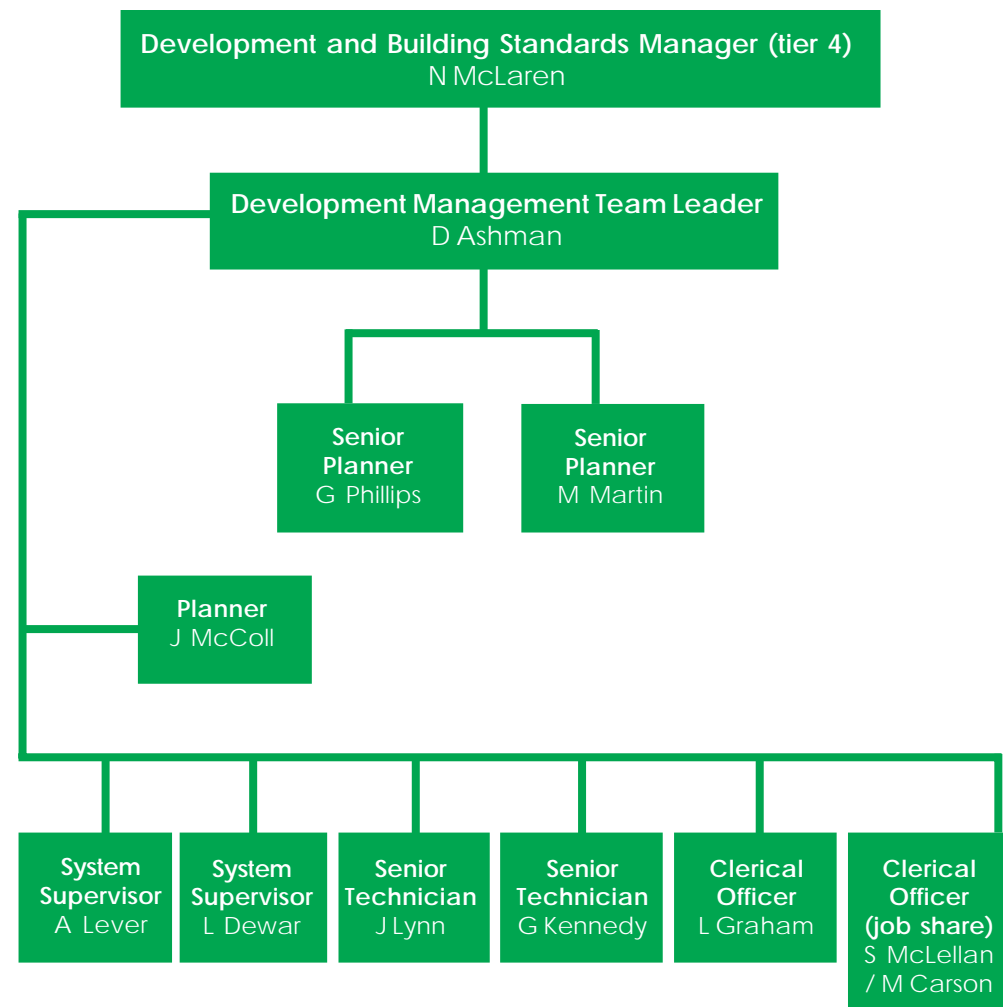 Development and Building Standards Manager (tier 4)
N McLaren
Development Management Team Leader
D Ashman
Senior
Planner
G Phillips
Senior
Planner
M Martin
Planner
J McColl
System
Supervisor
A Lever
System
Supervisor
L Dewar
Senior
Technician
J Lynn
Senior
Technician
G Kennedy
Clerical
Officer
L Graham
Clerical
Officer
(job share)
S McLellan
/ M Carson